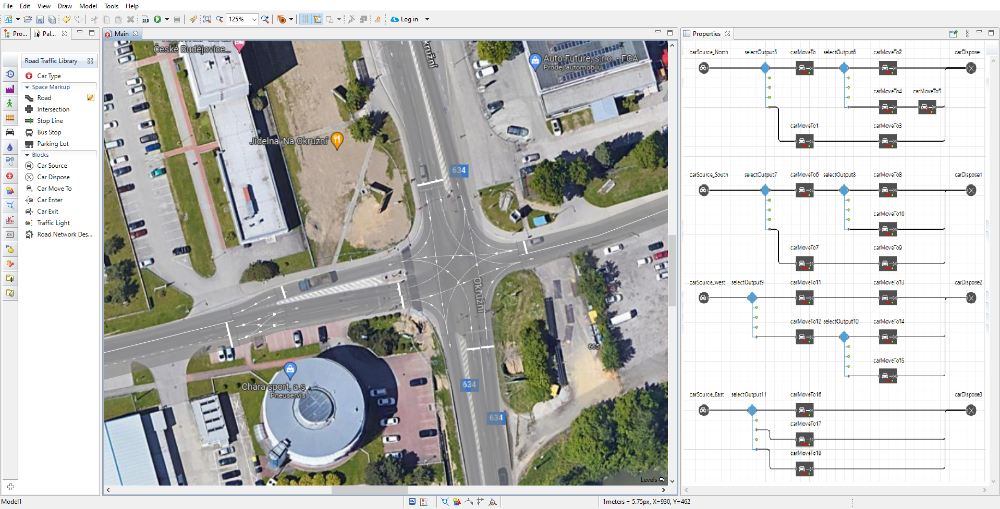 File Edit View Draw Model Tools Help
125%
Log in
Pro...
Pal...
Main
Properties
Road Traffic Library
Car Type
Space Markup
Road
Intersection
Stop Line
Bus Stop
Parking Lot
Blocks
Car Source
Car Dispose
Car Move To
Car Enter
Car Exit
Traffic Light
Road Network Des...
OK
České Budějovice...
kružní
Auto Future, s.r.o. - FCA
Prodej automobilů
Jídelna 'Na Okružní'
634
Okružní
665
Chára sport, a.s.
Pneuservis
634
634
Levels
carSource_North selectOutput5 carMoveTo selectOutput6 carMoveTo2 carDispose
carMoveTo4 carMoveTo5
carMoveTo1 carMoveTo3
carSource_South selectOutput7 carMoveTo6 selectOutput8 carMoveTo8 carDispose1
carMoveTo10
carMoveTo7 carMoveTo9
carSource_west selectOutput9 carMoveTo11 carMoveTo13 carDispose2
carMoveTo12 selectOutput10 carMoveTo14
carMoveTo15
carSource_East selectOutput11 carMoveTo16 carDispose3
carMoveTo17
carMoveTo18
Model1
1meters = 5.75px, X=930, Y=462